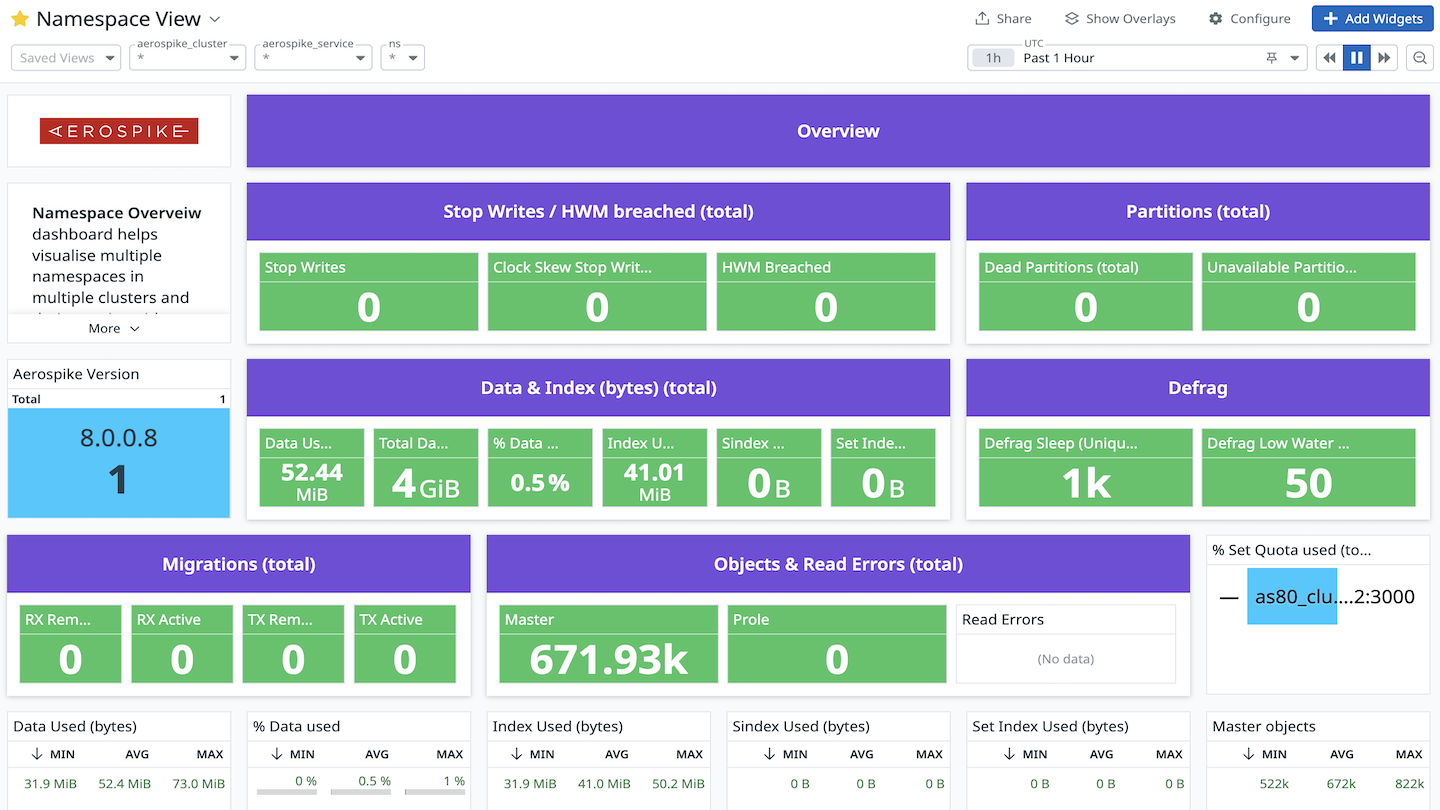 Namespace View
Share
Show Overlays
Configure
Add Widgets
Saved Views
aerospike_cluster
*
aerospike_service
*
ns
*
UTC
1h Past 1 Hour
AEROSPIKE
Overview
Namespace Overveiw
dashboard helps
visualise multiple
namespaces in
multiple clusters and
More
Stop Writes / HWM breached (total)
Stop Writes
0
Clock Skew Stop Writ...
0
HWM Breached
0
Partitions (total)
Dead Partitions (total)
0
Unavailable Partitio...
0
Aerospike Version
Total 1
8.0.0.8
1
Data & Index (bytes) (total)
Data Us...
52.44
MiB
Total Da...
4 GiB
% Data ...
0.5 %
Index U...
41.01
MiB
Sindex ...
0 B
Set Inde...
0 B
Defrag
Defrag Sleep (Uniqu...
1k
Defrag Low Water ...
50
Migrations (total)
RX Rem...
0
RX Active
0
TX Rem...
0
TX Active
0
Objects & Read Errors (total)
Master
671.93k
Prole
0
Read Errors
(No data)
% Set Quota used (to...
— as80_clu....2:3000
Data Used (bytes)
MIN AVG MAX
31.9 MiB 52.4 MiB 73.0 MiB
% Data used
MIN AVG MAX
0 % 0.5 % 1 %
Index Used (bytes)
MIN AVG MAX
31.9 MiB 41.0 MiB 50.2 MiB
Sindex Used (bytes)
MIN AVG MAX
0 B 0 B 0 B
Set Index Used (bytes)
MIN AVG MAX
0 B 0 B 0 B
Master objects
MIN AVG MAX
522k 672k 822k